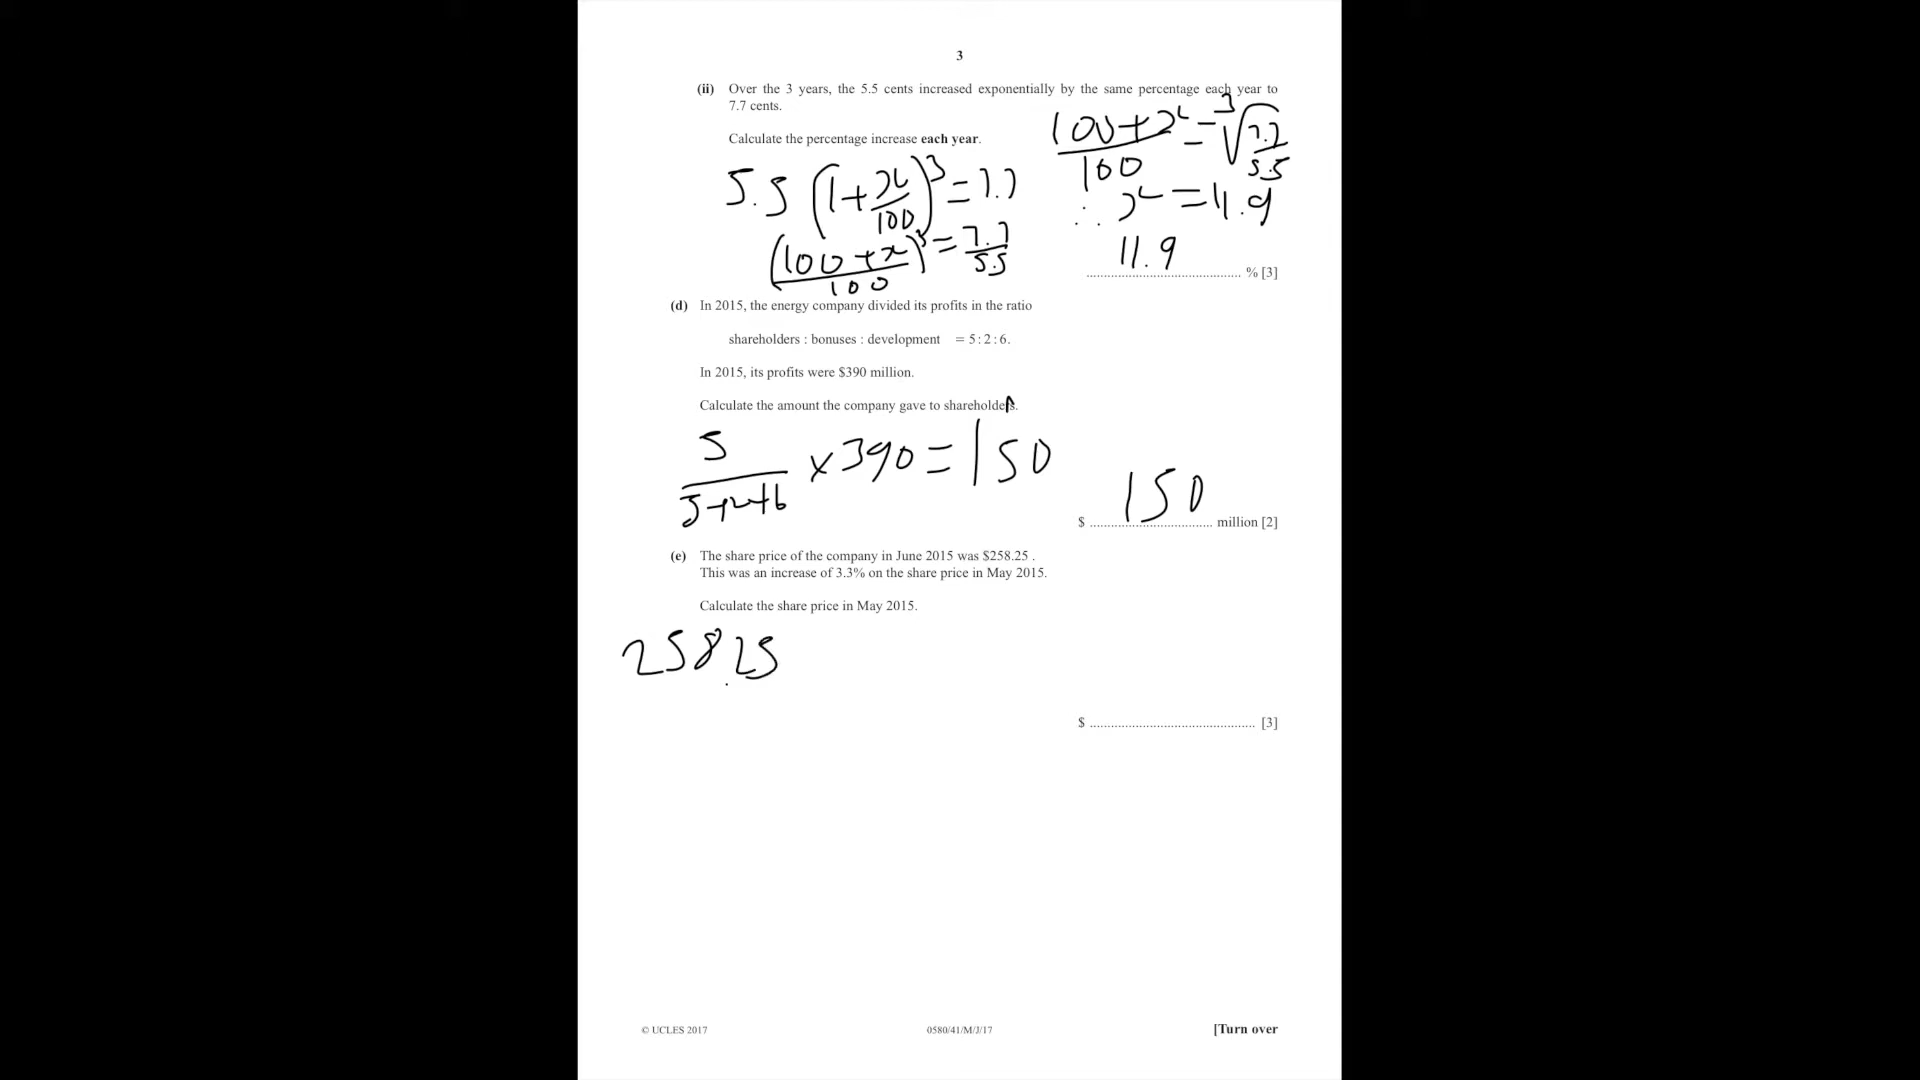 3
(ii) Over the 3 years, the 5.5 cents increased exponentially by the same percentage each year to
7.7 cents.
Calculate the percentage increase each year.
5.5 (1 + x/100)^3 = 7.7
((100 + x)/100)^3 = 7.7/5.5
(100 + x)/100 = ∛(7.7/5.5)
∴ x = 11.9
11.9
........................................... % [3]
(d) In 2015, the energy company divided its profits in the ratio
shareholders : bonuses : development = 5 : 2 : 6.
In 2015, its profits were $390 million.
Calculate the amount the company gave to shareholders.
5/(5+2+6) × 390 = 150
150
$ ................................... million [2]
(e) The share price of the company in June 2015 was $258.25 .
This was an increase of 3.3% on the share price in May 2015.
Calculate the share price in May 2015.
258.25
$ ............................................... [3]
© UCLES 2017
0580/41/M/J/17
[Turn over